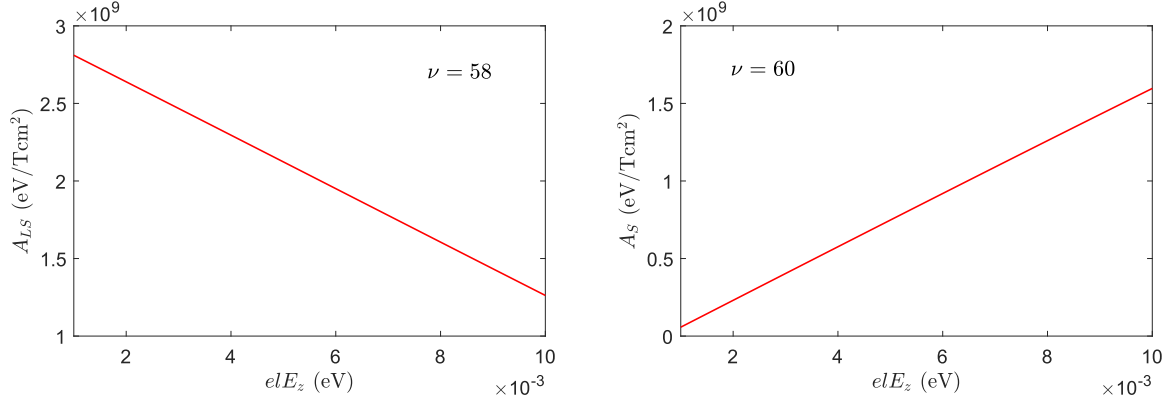 ×10⁹
3
2.5
2
1.5
1
A_{LS} (eV/Tcm²)
ν = 58
2 4 6 8 10
elE_z (eV)
×10⁻³
×10⁹
2
1.5
1
0.5
0
A_S (eV/Tcm²)
ν = 60
2 4 6 8 10
elE_z (eV)
×10⁻³